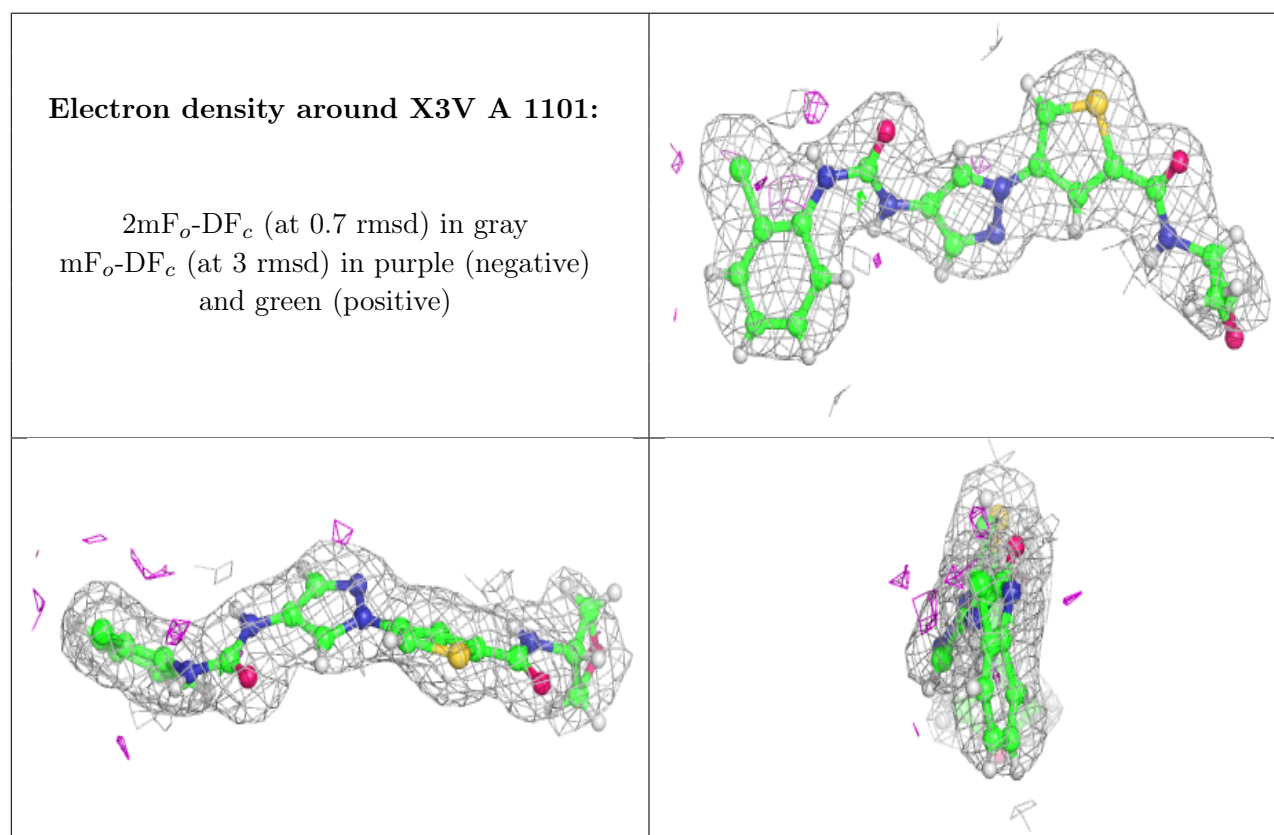 Electron density around X3V A 1101:
2mFo-DFc (at 0.7 rmsd) in gray
mFo-DFc (at 3 rmsd) in purple (negative)
and green (positive)